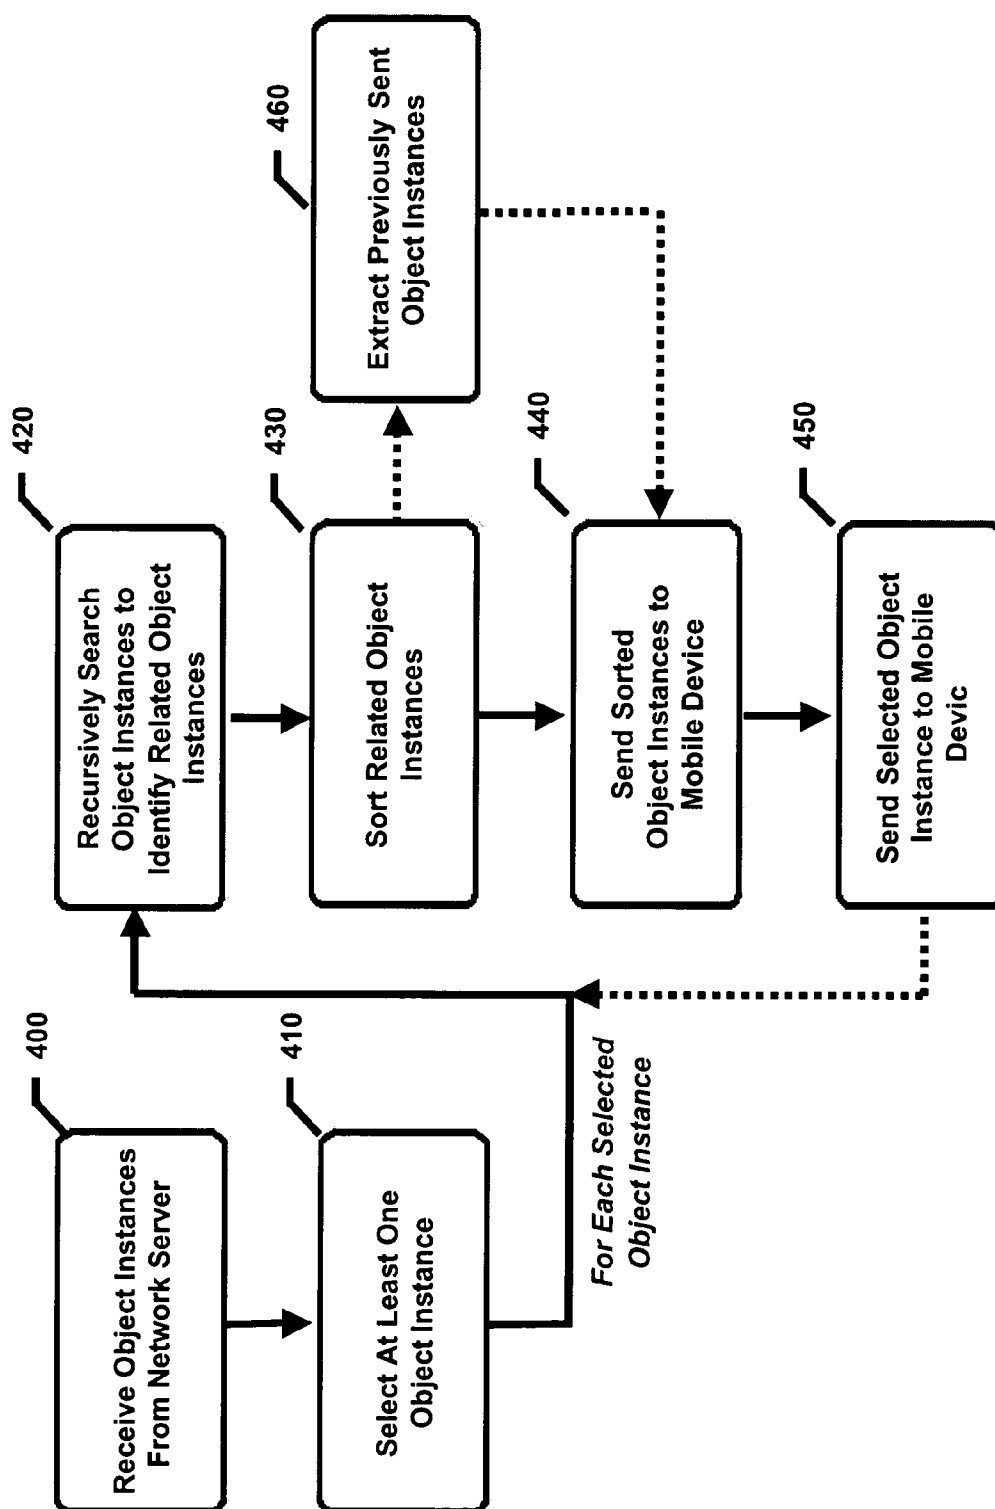 400
Receive Object Instances
From Network Server
410
Select At Least One
Object Instance
For Each Selected
Object Instance
420
Recursively Search
Object Instances to
Identify Related Object
Instances
430
Sort Related Object
Instances
460
Extract Previously Sent
Object Instances
440
Send Sorted
Object Instances to
Mobile Device
450
Send Selected Object
Instance to Mobile
Devic